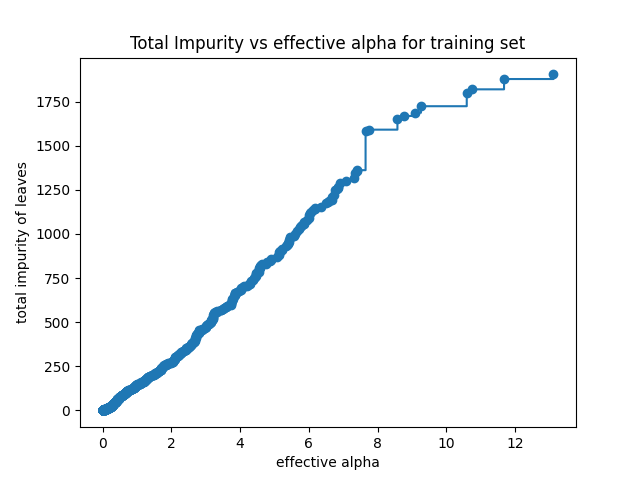 Total Impurity vs effective alpha for training set
1750
1500
1250
1000
750
500
250
0
total impurity of leaves
0 2 4 6 8 10 12
effective alpha